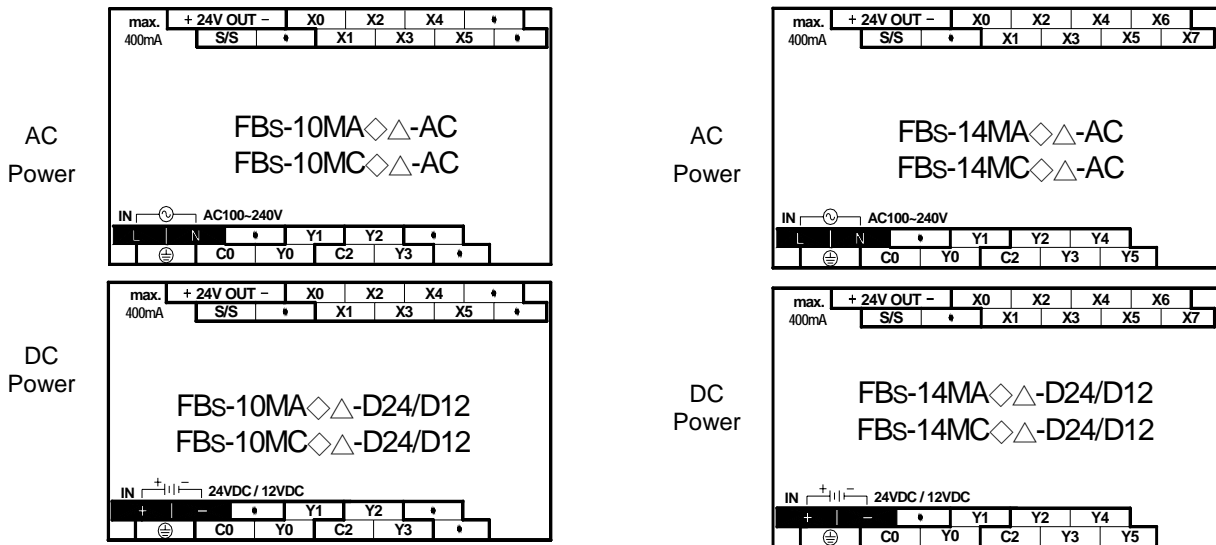 max. + 24V OUT − X0 X2 X4 •
400mA S/S • X1 X3 X5 •
AC
Power
FBS-10MA◇△-AC
FBS-10MC◇△-AC
IN AC100~240V
L N • Y1 Y2 •
C0 Y0 C2 Y3 •
max. + 24V OUT − X0 X2 X4 X6
400mA S/S • X1 X3 X5 X7
AC
Power
FBS-14MA◇△-AC
FBS-14MC◇△-AC
IN AC100~240V
L N • Y1 Y2 Y4
C0 Y0 C2 Y3 Y5
max. + 24V OUT − X0 X2 X4 •
400mA S/S • X1 X3 X5 •
DC
Power
FBS-10MA◇△-D24/D12
FBS-10MC◇△-D24/D12
+ −
IN 24VDC / 12VDC
+ − • Y1 Y2 •
C0 Y0 C2 Y3 •
max. + 24V OUT − X0 X2 X4 X6
400mA S/S • X1 X3 X5 X7
DC
Power
FBS-14MA◇△-D24/D12
FBS-14MC◇△-D24/D12
+ −
IN 24VDC / 12VDC
+ − • Y1 Y2 Y4
C0 Y0 C2 Y3 Y5